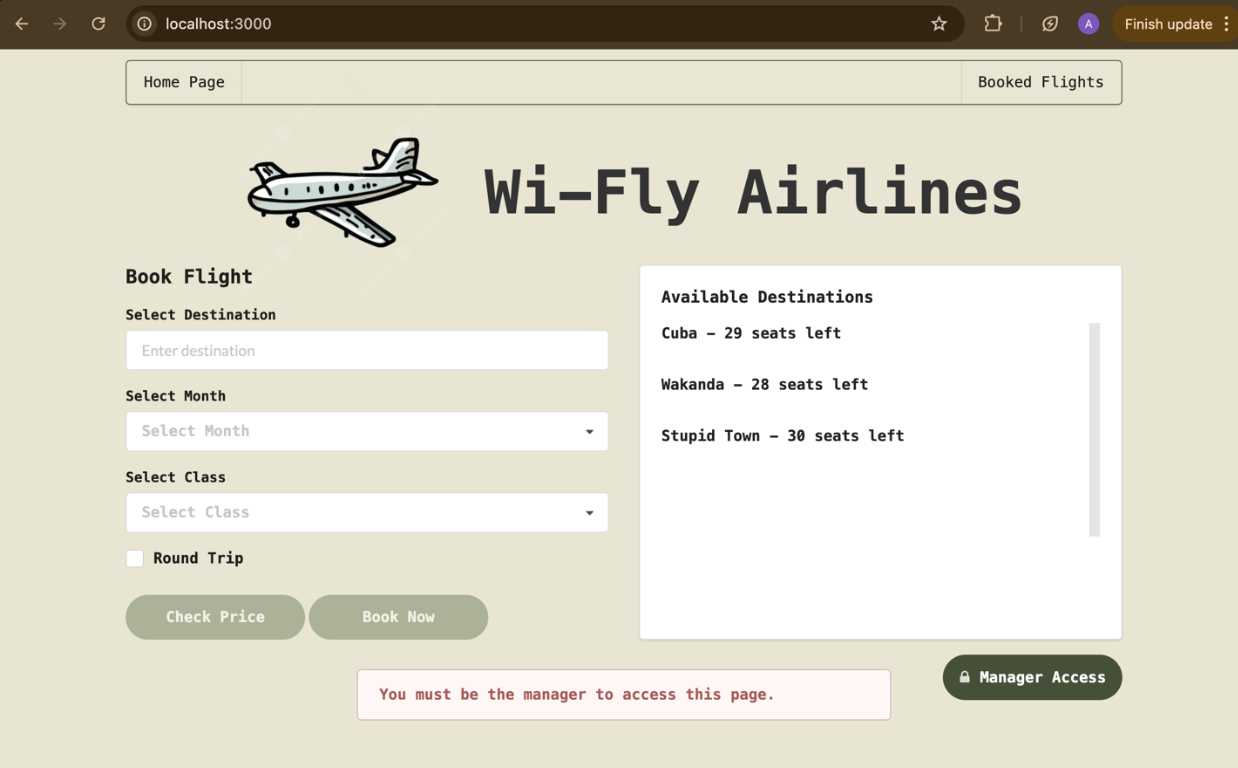 localhost:3000
A
Finish update
Home Page
Booked Flights
Wi-Fly Airlines
Book Flight
Select Destination
Enter destination
Select Month
Select Month
Select Class
Select Class
Round Trip
Check Price
Book Now
Available Destinations
Cuba - 29 seats left
Wakanda - 28 seats left
Stupid Town - 30 seats left
Manager Access
You must be the manager to access this page.